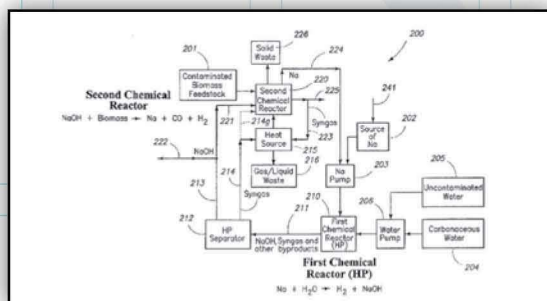 200
226
Solid
Waste
224
201
Na
220
Contaminated
Biomass
Feedstock
Second
Chemical
Reactor
225
241
Second Chemical
Reactor
NaOH + Biomass → Na + CO + H₂
221
214g
Syngas
223
Source
of Na
202
222
NaOH
Heat
Source
215
214
Gas/Liquid
Waste
216
Na
Pump
203
205
213
Syngas
210
206
Uncontaminated
Water
212
HP
Separator
211
NaOH, Syngas and
other byproducts
First
Chemical
Reactor
(HP)
Water
Pump
Carbonaceous
Water
204
First Chemical
Reactor (HP)
Na + H₂O → H₂ + NaOH